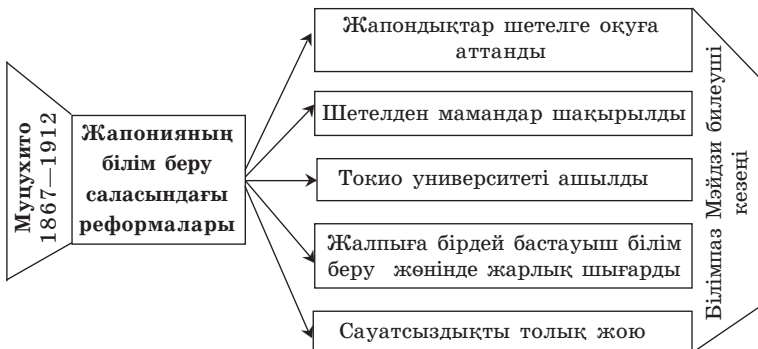 Муцухито
1867—1912
Жапонияның
білім беру
саласындағы
реформалары
Жапондықтар шетелге оқуға
аттанды
Шетелден мамандар шақырылды
Токио университеті ашылды
Жалпыға бірдей бастауыш білім
беру жөнінде жарлық шығарды
Сауатсыздықты толық жою
Білімпаз Мэйдзи билеуші
кезеңі